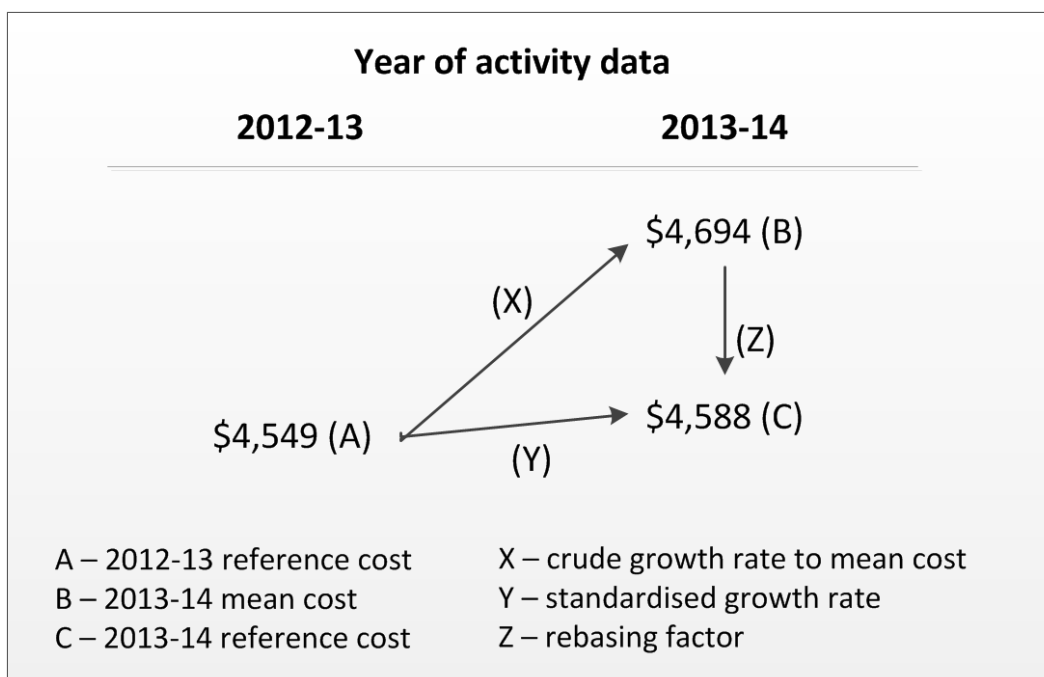 Year of activity data
2012-13 2013-14
$4,694 (B)
(X)
(Z)
$4,588 (C)
$4,549 (A)
(Y)
A – 2012-13 reference cost
B – 2013-14 mean cost
C – 2013-14 reference cost
X – crude growth rate to mean cost
Y – standardised growth rate
Z – rebasing factor